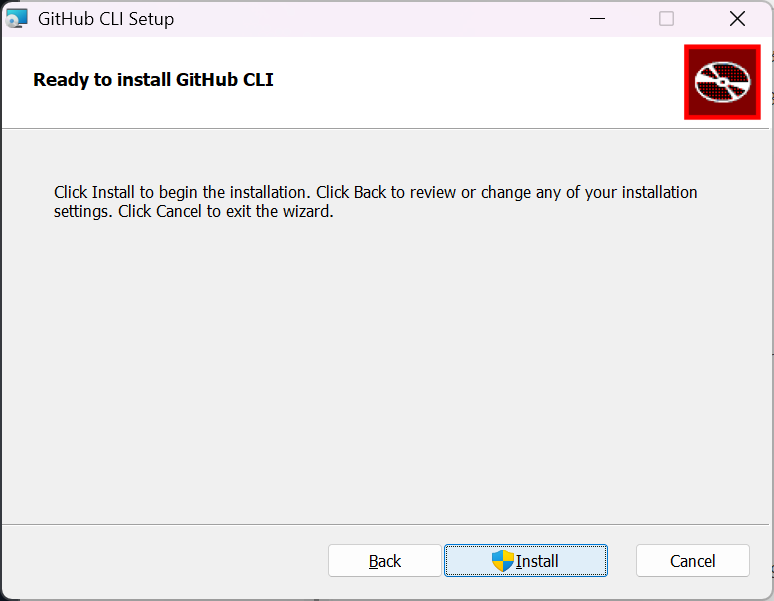 GitHub CLI Setup
Ready to install GitHub CLI
Click Install to begin the installation. Click Back to review or change any of your installation
settings. Click Cancel to exit the wizard.
Back
Install
Cancel